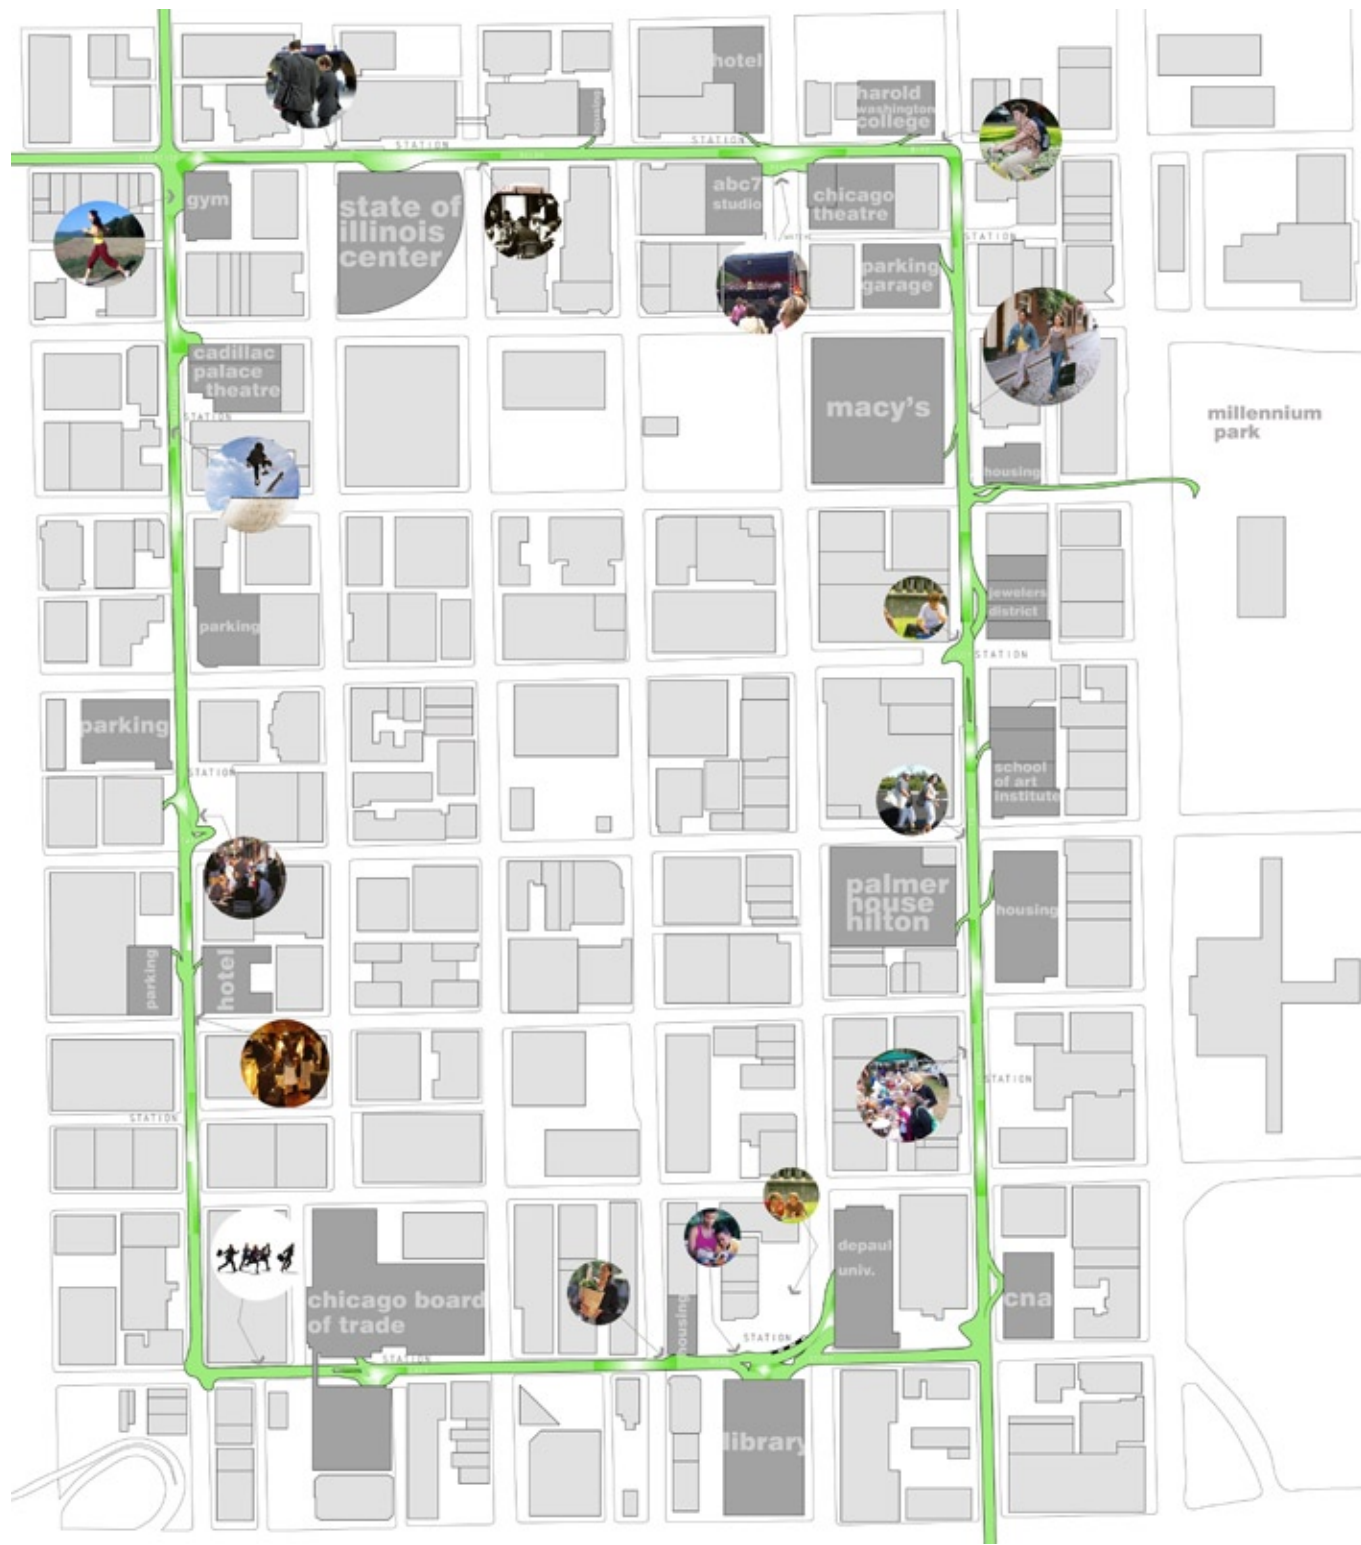 hotel
housing
harold
washington
college
STATION
STATION
gym
state of
illinois
center
abc7
studio
chicago
theatre
STATION
parking
garage
cadillac
palace
theatre
STATION
macy's
millennium
park
housing
parking
jewelers
district
STATION
parking
STATION
school
of art
institute
palmer
house
hilton
housing
parking
hotel
STATION
STATION
depaul
univ.
chicago board
of trade
housing
cna
STATION
STATION
library